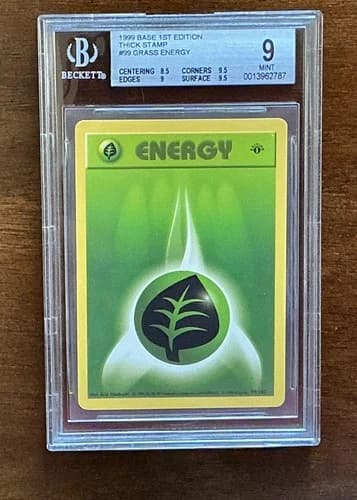 1999 BASE 1ST EDITION
THICK STAMP
#99 GRASS ENERGY
B
BECKETT
CENTERING 8.5 CORNERS 9.5
EDGES 9 SURFACE 9.5
9
MINT
0013962787
ENERGY
1